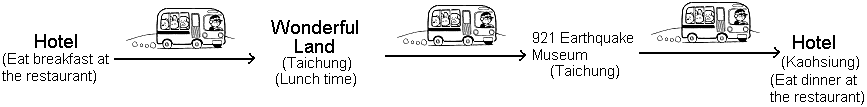 Hotel
(Eat breakfast at
the restaurant)
Wonderful
Land
(Taichung)
(Lunch time)
921 Earthquake
Museum
(Taichung)
Hotel
(Kaohsiung)
(Eat dinner at
the restaurant)